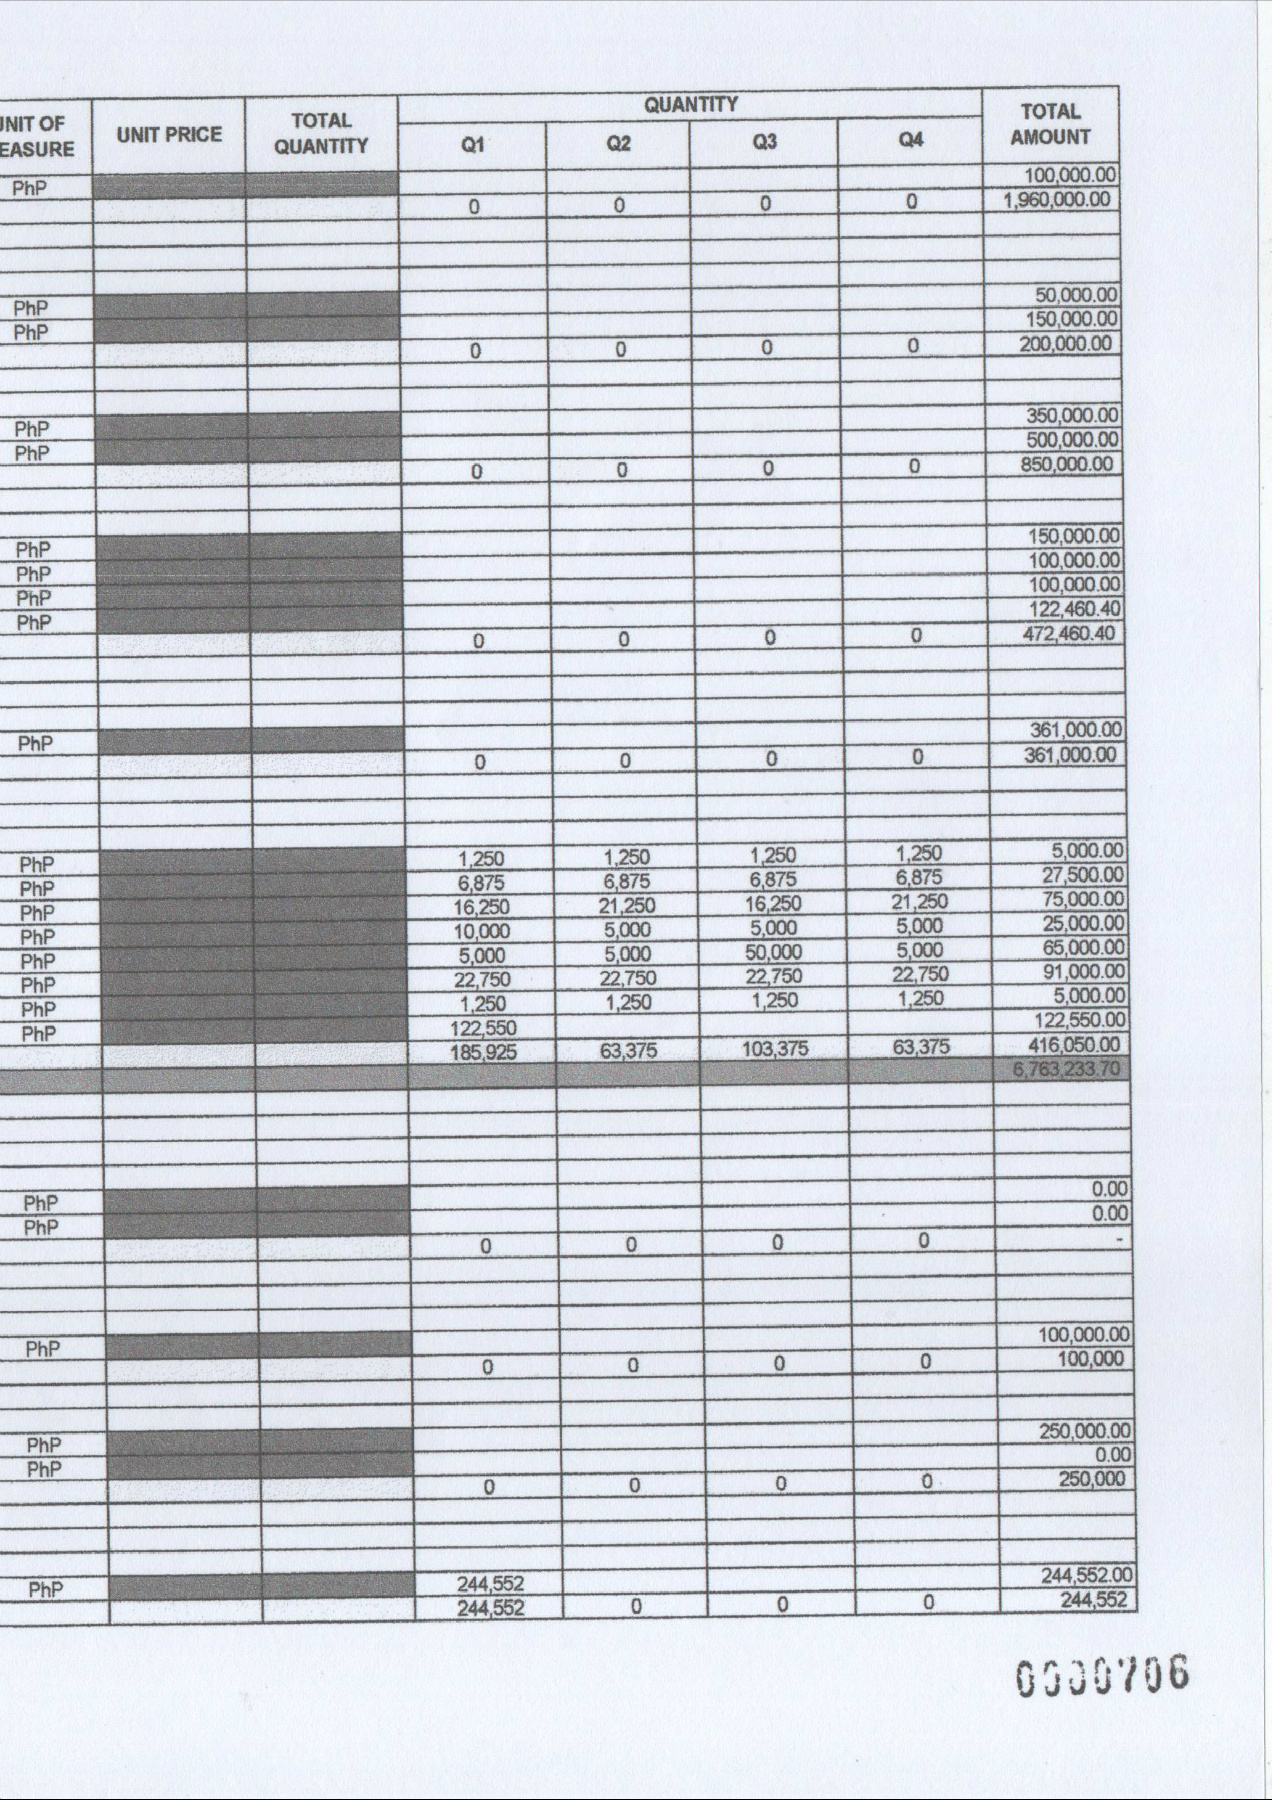 UNIT OF
EASURE
UNIT PRICE
TOTAL
QUANTITY
QUANTITY
Q1 Q2 Q3 Q4
TOTAL
AMOUNT
PhP 100,000.00
0 0 0 0 1,960,000.00
PhP 50,000.00
PhP 150,000.00
0 0 0 0 200,000.00
PhP 350,000.00
PhP 500,000.00
0 0 0 0 850,000.00
PhP 150,000.00
PhP 100,000.00
PhP 100,000.00
PhP 122,460.40
0 0 0 0 472,460.40
PhP 361,000.00
0 0 0 0 361,000.00
PhP 1,250 1,250 1,250 1,250 5,000.00
PhP 6,875 6,875 6,875 6,875 27,500.00
PhP 16,250 21,250 16,250 21,250 75,000.00
PhP 10,000 5,000 5,000 5,000 25,000.00
PhP 5,000 5,000 50,000 5,000 65,000.00
PhP 22,750 22,750 22,750 22,750 91,000.00
PhP 1,250 1,250 1,250 1,250 5,000.00
PhP 122,550 122,550.00
185,925 63,375 103,375 63,375 416,050.00
6,763,233.70
PhP 0.00
PhP 0.00
0 0 0 0 -
PhP 100,000.00
0 0 0 0 100,000
PhP 250,000.00
PhP 0.00
0 0 0 0 250,000
PhP 244,552 244,552.00
244,552 0 0 0 244,552
0000706